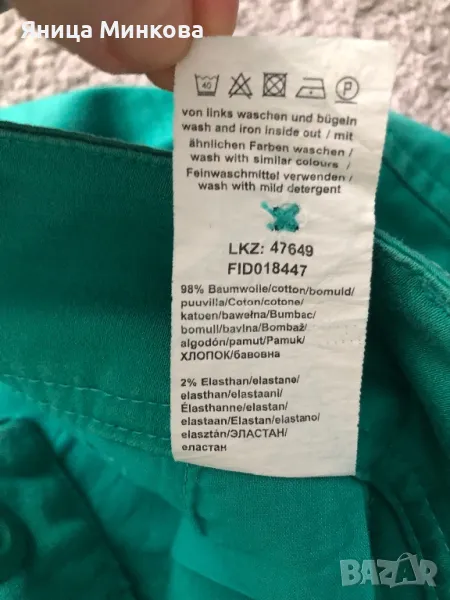 Яница Минкова
40
P
von links waschen und bügeln
wash and iron inside out / mit
ähnlichen Farben waschen /
wash with similar colours /
Feinwaschmittel verwenden/
wash with mild detergent
LKZ: 47649
FID018447
98% Baumwolle/cotton/bomuld/
puuvilla/Coton/cotone/
katoen/bawełna/Bumbac/
bomull/bavlna/Bombaž/
algodón/pamut/Pamuk/
ХЛОПОК/бавовна
2% Elasthan/elastane/
elasthan/elastaani/
Élasthanne/elastan/
elastaan/Elastan/elastano/
elasztán/ЭЛАСТАН/
еластан
BAZAR